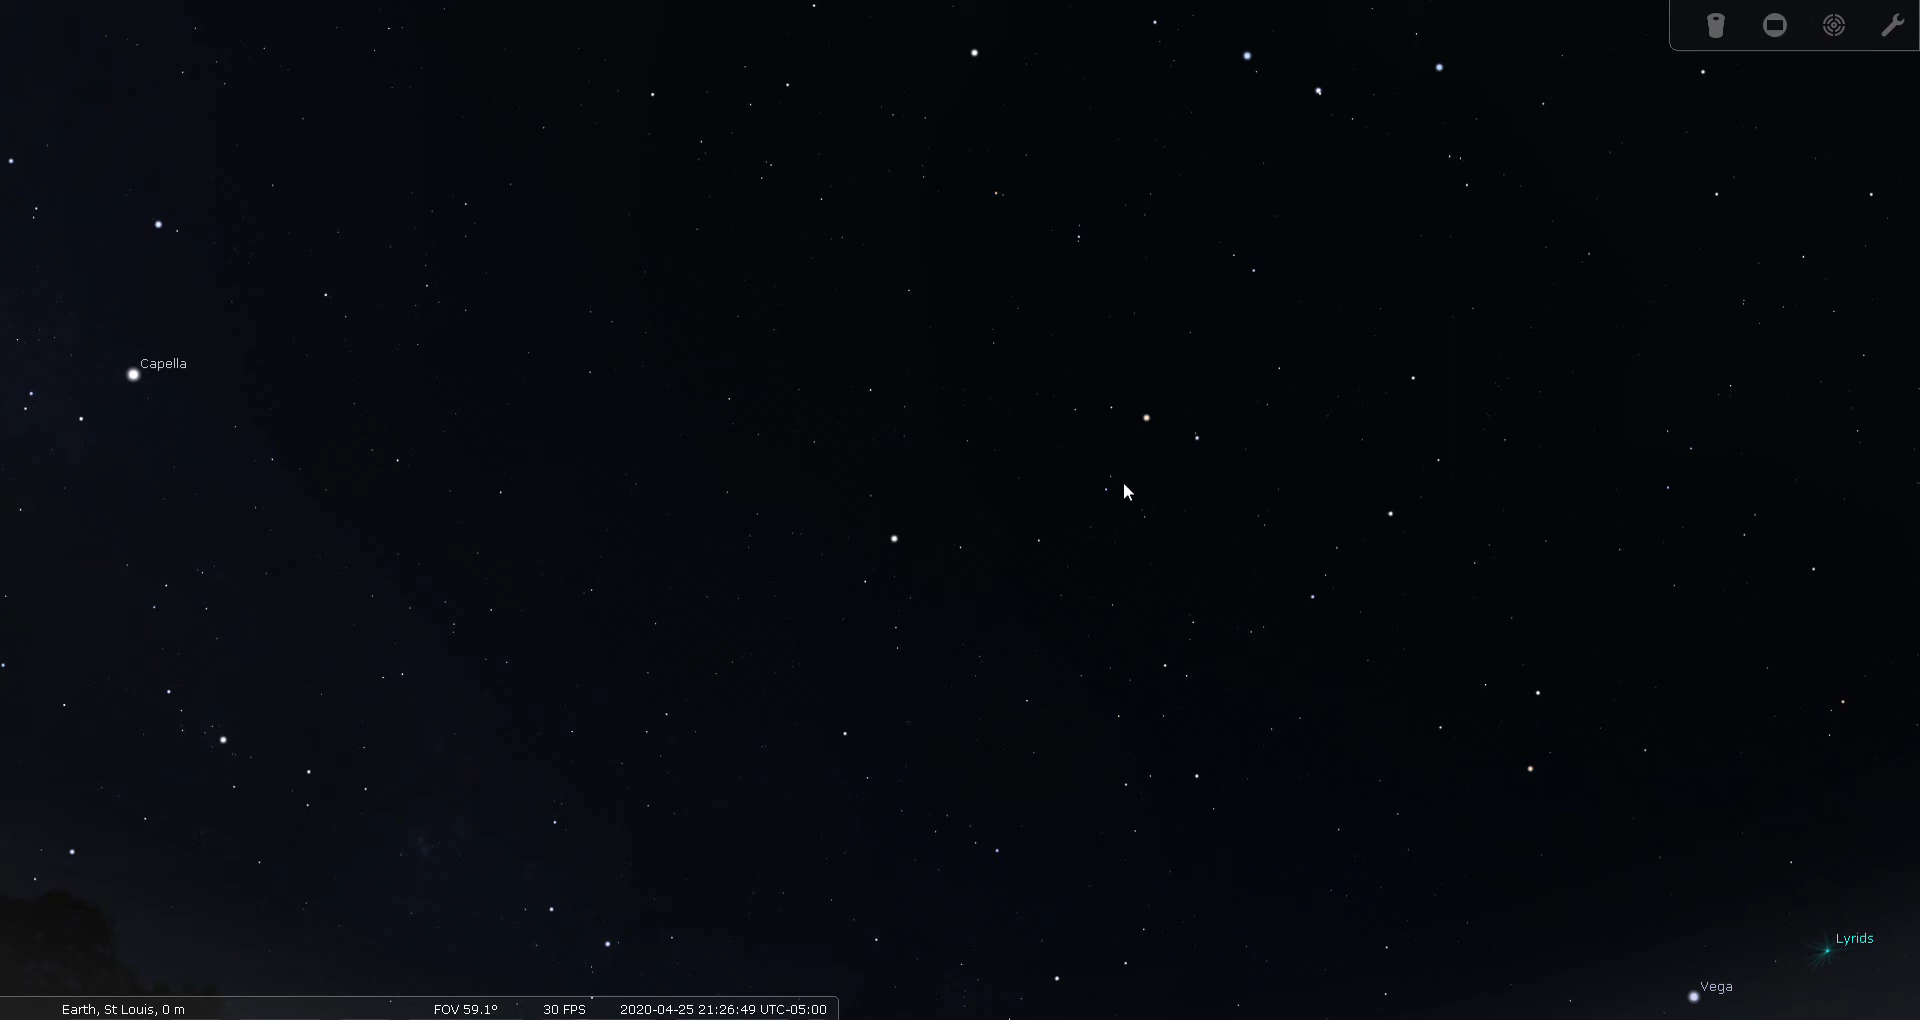 Capella
Lyrids
Vega
Earth, St Louis, 0 m FOV 59.1° 30 FPS 2020-04-25 21:26:49 UTC-05:00